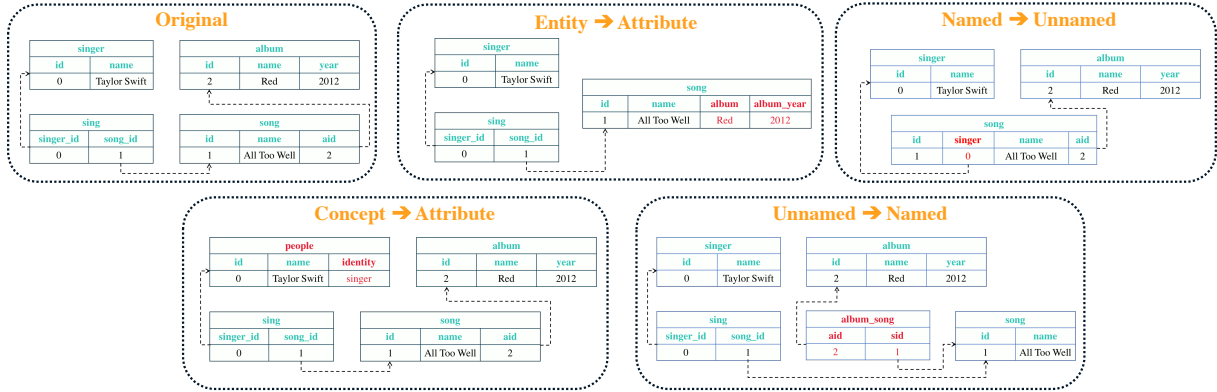 Original
singer
id name
0 Taylor Swift
album
id name year
2 Red 2012
sing
singer_id song_id
0 1
song
id name aid
1 All Too Well 2
Entity ➔ Attribute
singer
id name
0 Taylor Swift
song
id name album album_year
1 All Too Well Red 2012
sing
singer_id song_id
0 1
Named ➔ Unnamed
singer
id name
0 Taylor Swift
album
id name year
2 Red 2012
song
id singer name aid
1 0 All Too Well 2
Concept ➔ Attribute
people
id name identity
0 Taylor Swift singer
album
id name year
2 Red 2012
sing
singer_id song_id
0 1
song
id name aid
1 All Too Well 2
Unnamed ➔ Named
singer
id name
0 Taylor Swift
album
id name year
2 Red 2012
sing
singer_id song_id
0 1
album_song
aid sid
2 1
song
id name
1 All Too Well